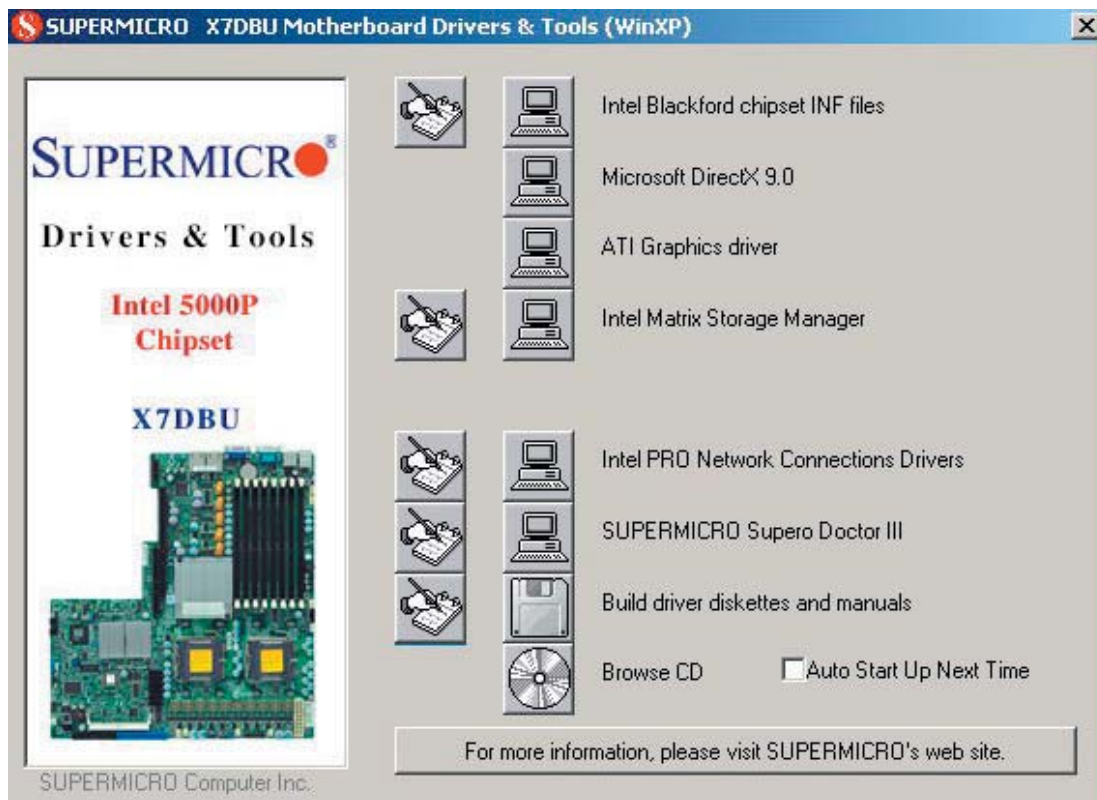 SUPERMICRO X7DBU Motherboard Drivers & Tools (WinXP)
SUPERMICRO®
Drivers & Tools
Intel 5000P
Chipset
X7DBU
SUPERMICRO Computer Inc.
Intel Blackford chipset INF files
Microsoft DirectX 9.0
ATI Graphics driver
Intel Matrix Storage Manager
Intel PRO Network Connections Drivers
SUPERMICRO Supero Doctor III
Build driver diskettes and manuals
Browse CD
Auto Start Up Next Time
For more information, please visit SUPERMICRO's web site.